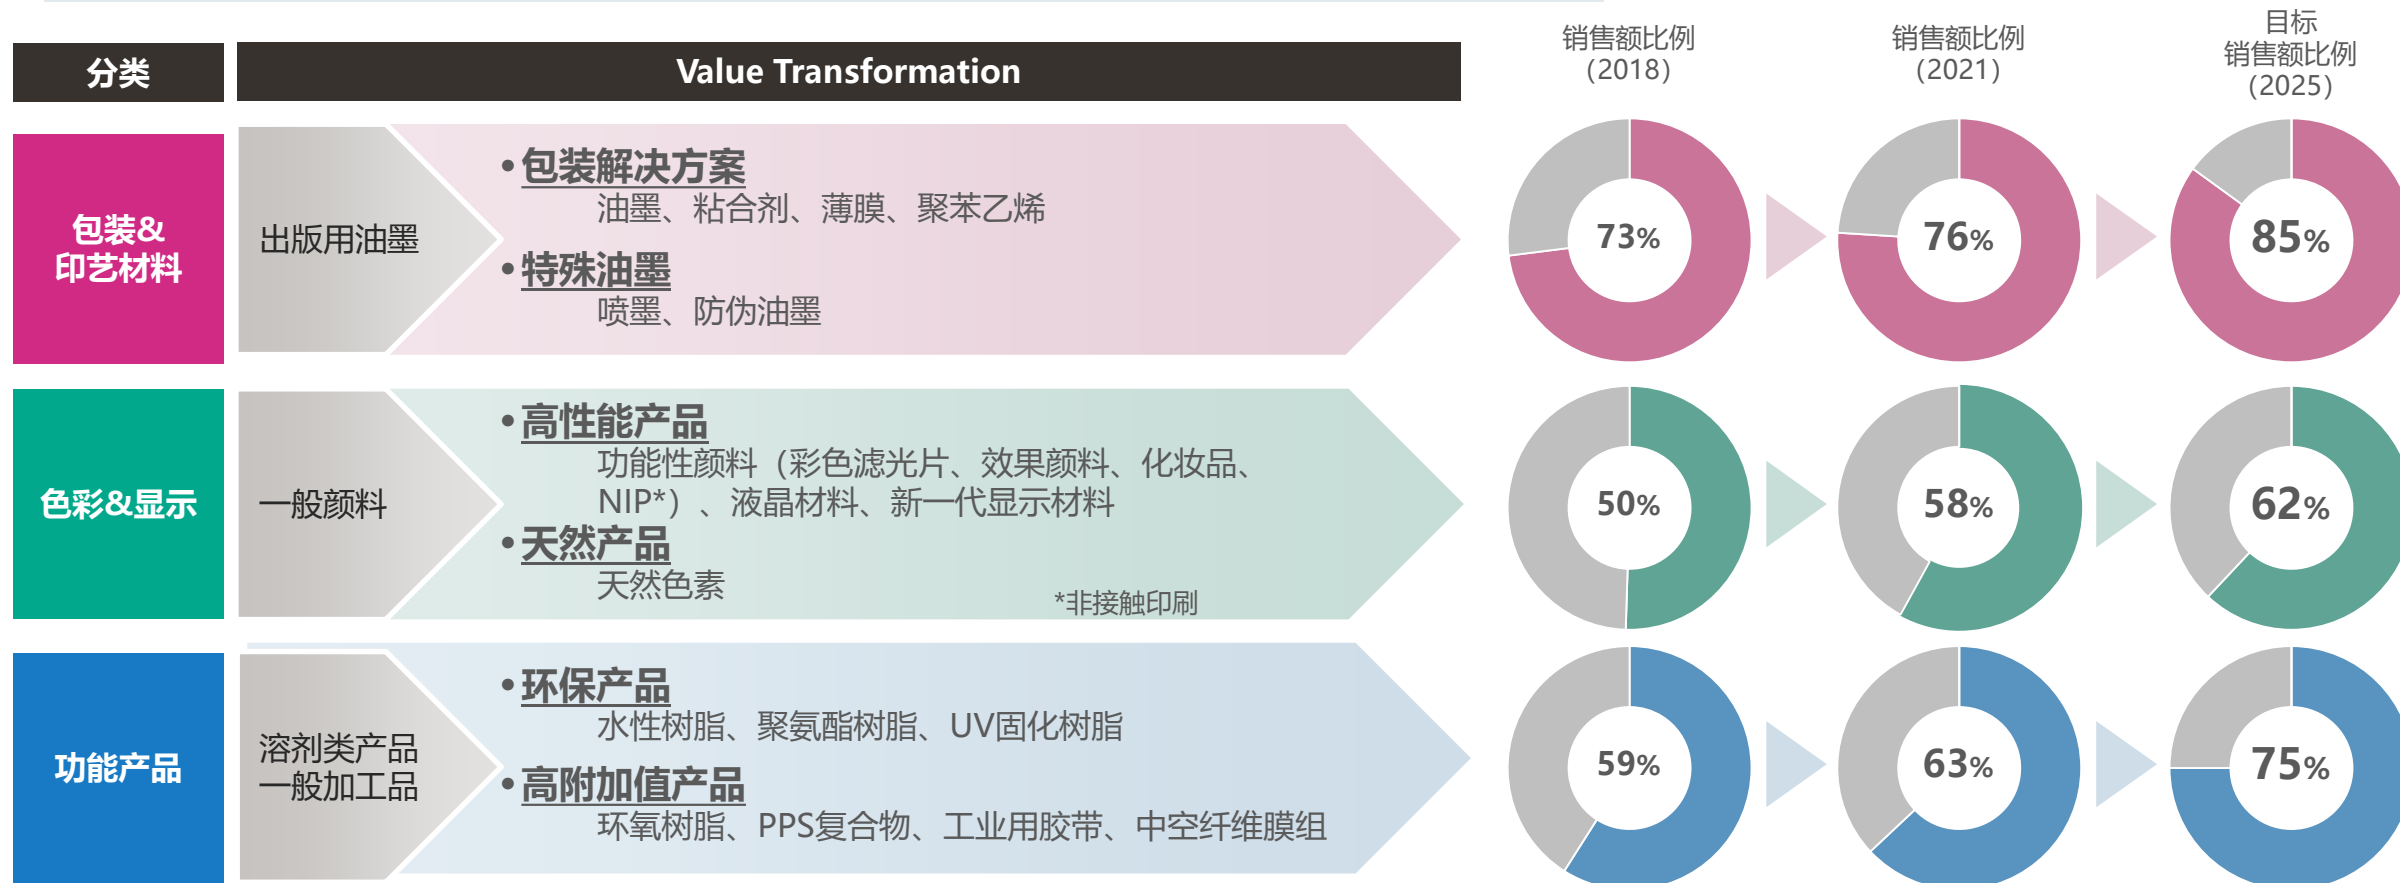 分类
Value Transformation
销售额比例
（2018）
销售额比例
（2021）
目标
销售额比例
（2025）
包装&
印艺材料
出版用油墨
•包装解决方案
油墨、粘合剂、薄膜、聚苯乙烯
•特殊油墨
喷墨、防伪油墨
73%
76%
85%
色彩&显示
一般颜料
•高性能产品
功能性颜料（彩色滤光片、效果颜料、化妆品、
NIP*）、液晶材料、新一代显示材料
•天然产品
天然色素
*非接触印刷
50%
58%
62%
功能产品
溶剂类产品
一般加工品
•环保产品
水性树脂、聚氨酯树脂、UV固化树脂
•高附加值产品
环氧树脂、PPS复合物、工业用胶带、中空纤维膜组
59%
63%
75%